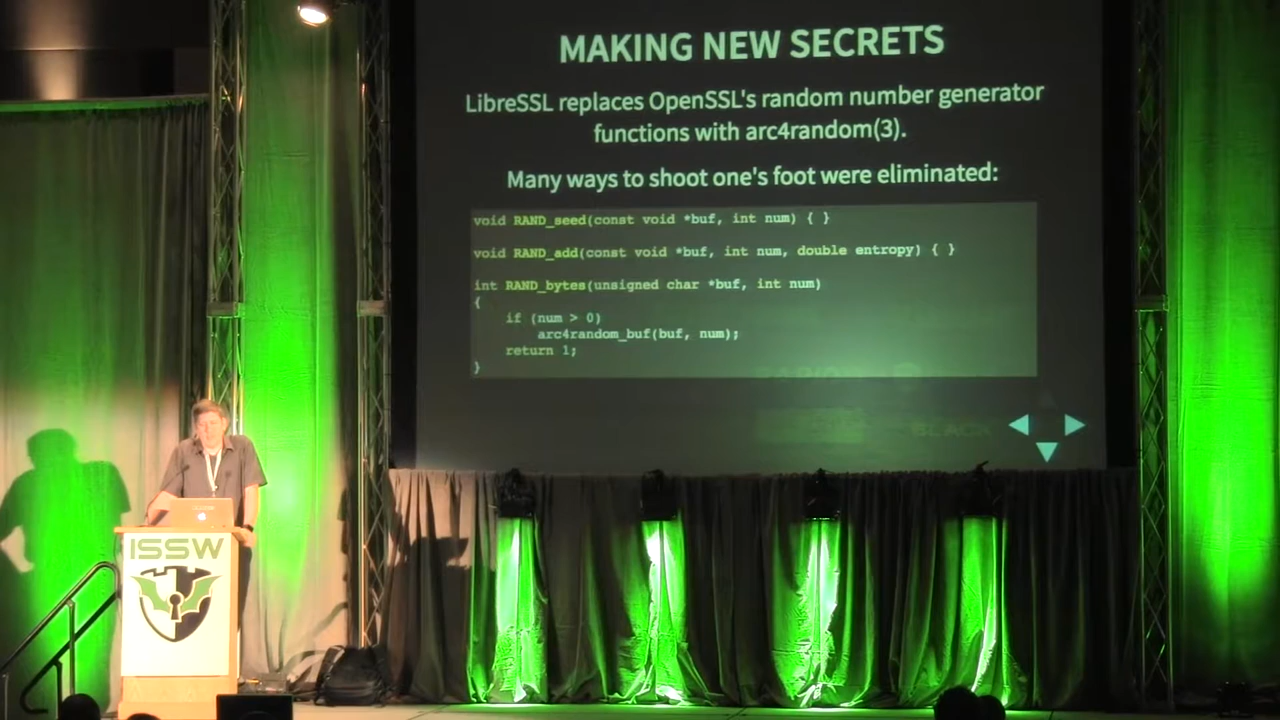 MAKING NEW SECRETS
LibreSSL replaces OpenSSL's random number generator
functions with arc4random(3).
Many ways to shoot one's foot were eliminated:
void RAND_seed(const void *buf, int num) { }
void RAND_add(const void *buf, int num, double entropy) { }
int RAND_bytes(unsigned char *buf, int num)
{
if (num > 0)
arc4random_buf(buf, num);
return 1;
}
ISSW